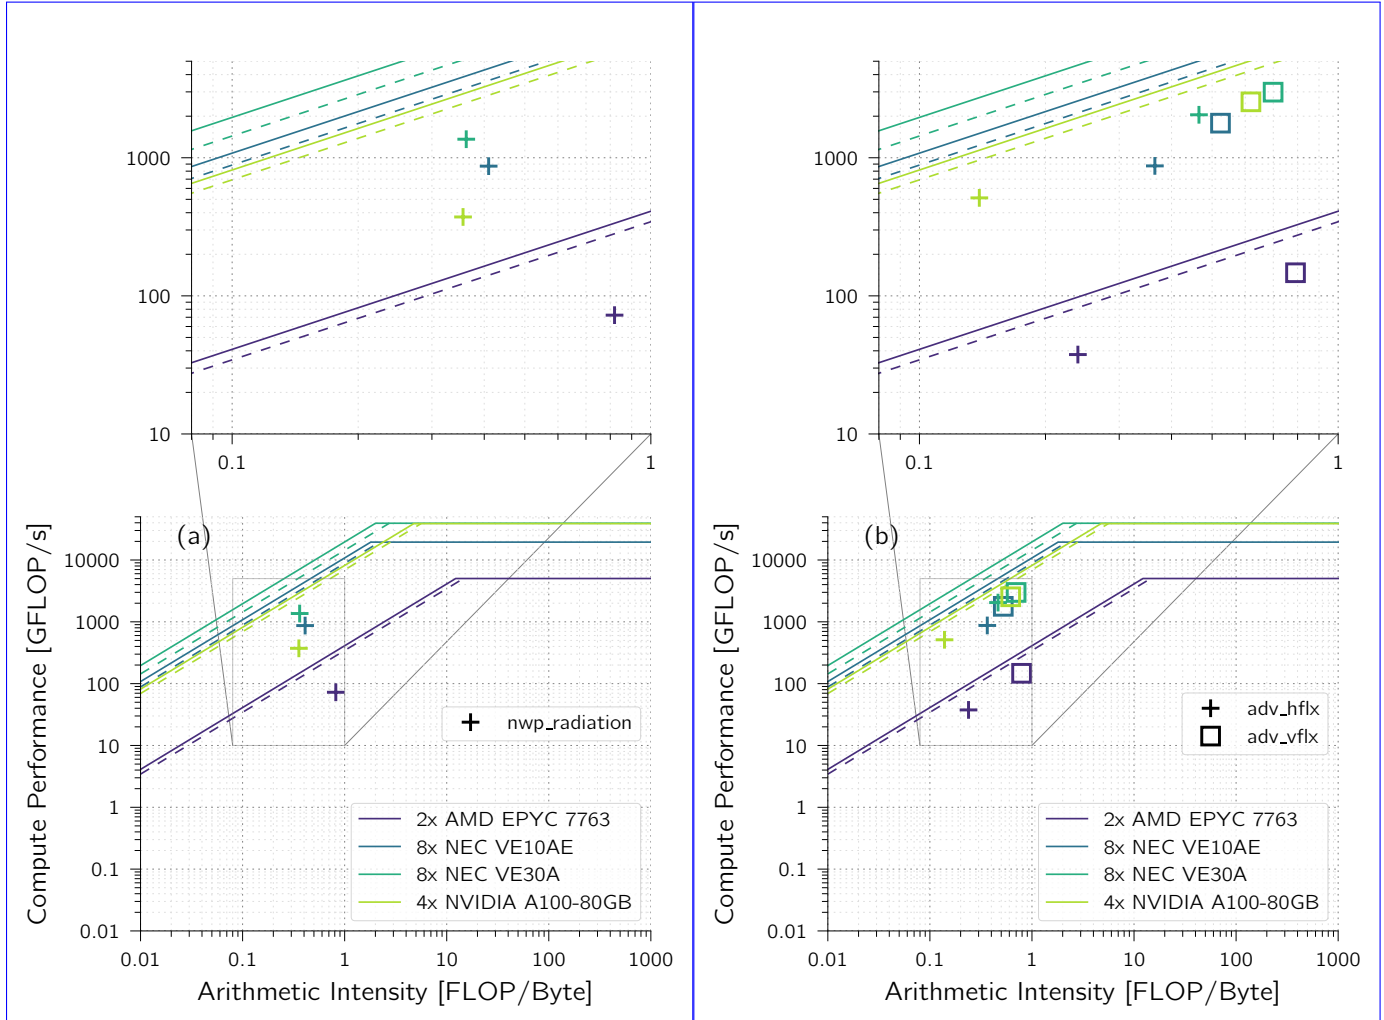 1000
100
10
0.1
1
1000
100
10
0.1
1
Compute Performance [GFLOP/s]
(a)
10000
1000
100
10
1
0.1
0.01
nwp_radiation
2x AMD EPYC 7763
8x NEC VE10AE
8x NEC VE30A
4x NVIDIA A100-80GB
0.01
0.1
1
10
100
1000
Arithmetic Intensity [FLOP/Byte]
Compute Performance [GFLOP/s]
(b)
10000
1000
100
10
1
0.1
0.01
adv_hflx
adv_vflx
2x AMD EPYC 7763
8x NEC VE10AE
8x NEC VE30A
4x NVIDIA A100-80GB
0.01
0.1
1
10
100
1000
Arithmetic Intensity [FLOP/Byte]